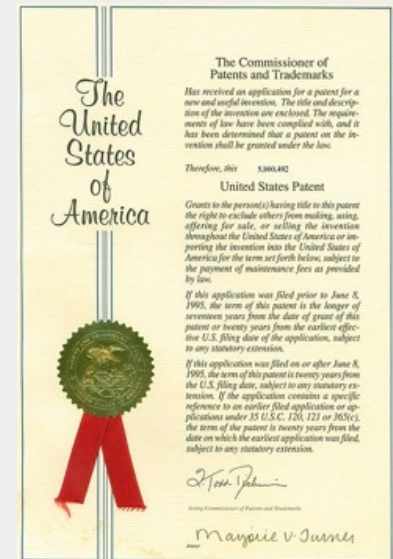 The
United
States
of
America
The Commissioner of
Patents and Trademarks
Has received an application for a patent for a
new and useful invention. The title and descrip-
tion of the invention are enclosed. The require-
ments of law have been complied with, and it
has been determined that a patent on the in-
vention shall be granted under the law.
Therefore, this
United States Patent
Grants to the person(s) having title to this patent
the right to exclude others from making, using,
offering for sale, or selling the invention
throughout the United States of America or im-
porting the invention into the United States of
America for the term set forth below, subject to
the payment of maintenance fees as provided
by law.
If this application was filed prior to June 8,
1995, the term of this patent is the longer of
seventeen years from the date of grant of this
patent or twenty years from the earliest effec-
tive U.S. filing date of the application, subject
to any statutory extension.
If this application was filed on or after June 8,
1995, the term of this patent is twenty years from
the U.S. filing date, subject to any statutory ex-
tension. If the application contains a specific
reference to an earlier filed application or ap-
plications under 35 U.S.C. 120, 121 or 365(c),
the term of the patent is twenty years from the
date on which the earliest application was filed,
subject to any statutory extension.
Acting Commissioner of Patents and Trademarks
Marjorie V. Turner
Attest